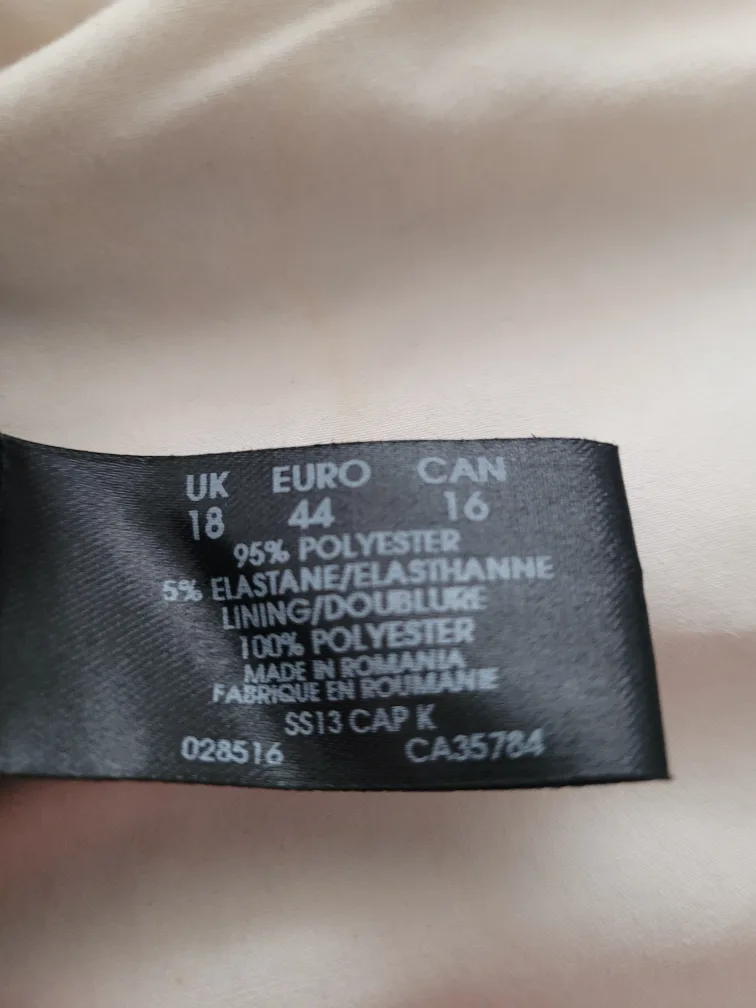 UK EURO CAN
18 44 16
95% POLYESTER
5% ELASTANE/ELASTHANNE
LINING/DOUBLURE
100% POLYESTER
MADE IN ROMANIA
FABRIQUE EN ROUMANIE
SS13 CAP K
028516 CA35784